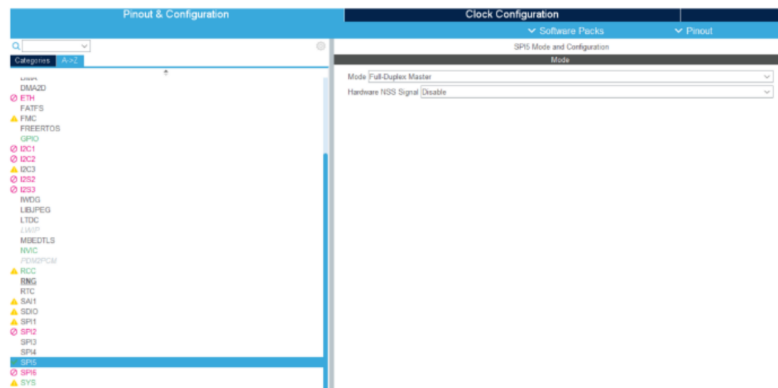 Pinout & Configuration
Clock Configuration
Software Packs
Pinout
Categories A->Z
DMA
DMA2D
ETH
FATFS
FMC
FREERTOS
GPIO
I2C1
I2C2
I2C3
I2S2
I2S3
IWDG
LIBJPEG
LTDC
LWIP
MBEDTLS
NVIC
PDM2PCM
RCC
RNG
RTC
SAI1
SDIO
SPI1
SPI2
SPI3
SPI4
SPI5
SPI6
SYS
SPI5 Mode and Configuration
Mode
Mode Full-Duplex Master
Hardware NSS Signal Disable